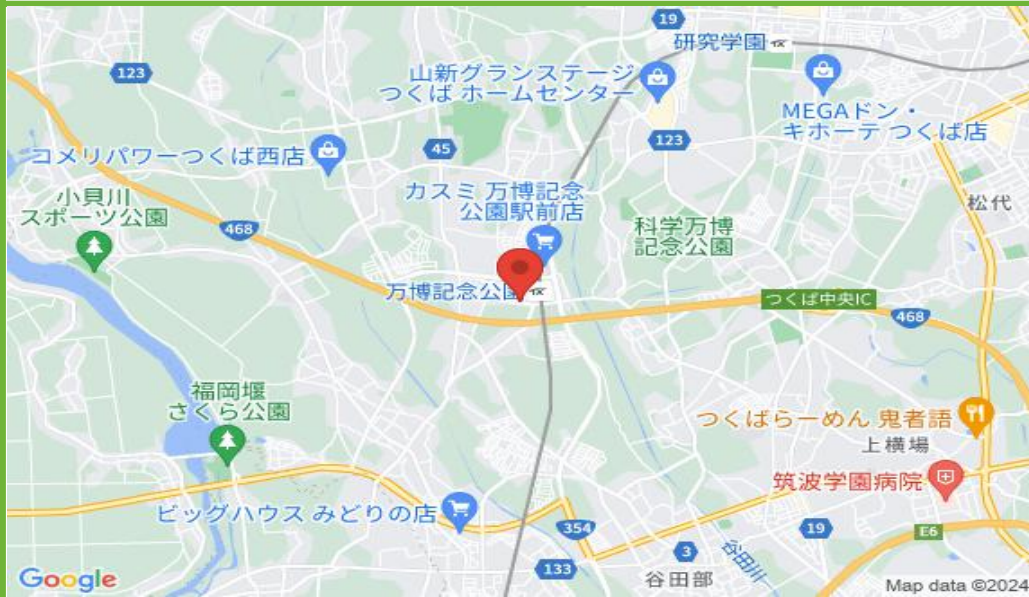 19
研究学園
山新グランステージ
つくば ホームセンター
123
MEGAドン・
キホーテ つくば店
123
45
コメリパワーつくば西店
カスミ 万博記念
公園駅前店
小貝川
スポーツ公園
松代
科学万博
記念公園
468
万博記念公園
つくば中央IC
468
福岡堰
さくら公園
つくばらーめん 鬼者語
上横場
筑波学園病院
ビッグハウス みどりの店
354
19
E6
3
谷田川
133
谷田部
Google
Map data ©2024